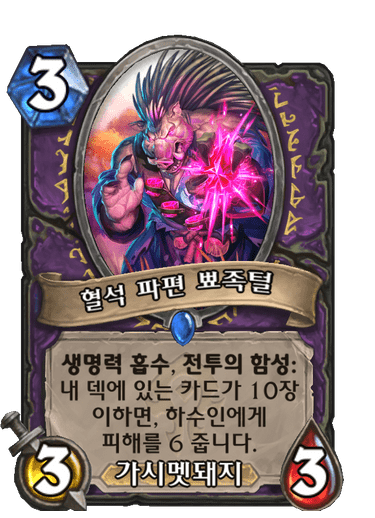 3
혈석 파편 뾰족털
생명력 흡수, 전투의 함성:
내 덱에 있는 카드가 10장
이하면, 하수인에게
피해를 6 줍니다.
3 가시멧돼지 3